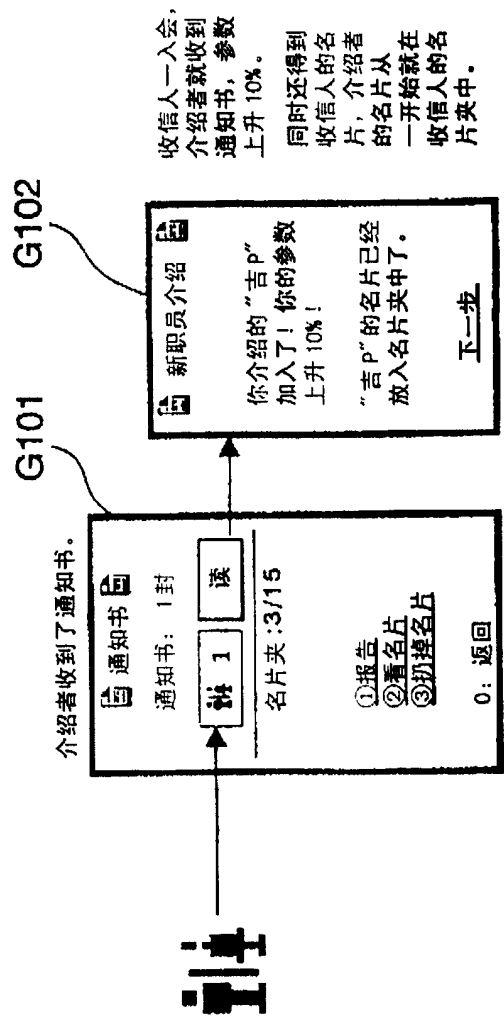 介绍者收到了通知书。
G101
通知书
通知书: 1封
1
读
名片夹:3/15
①报告
②看名片
③扔掉名片
0: 返回
G102
新职员介绍
你介绍的“吉P”
加入了！你的参数
上升 10%！
“吉P”的名片已经
放入名片夹中了。
下一步
收信人一入会，
介绍者就收到
通知书，参数
上升 10%。
同时还得到
收信人的名
片，介绍者
的名片从
一开始就在
收信人的名
片夹中。